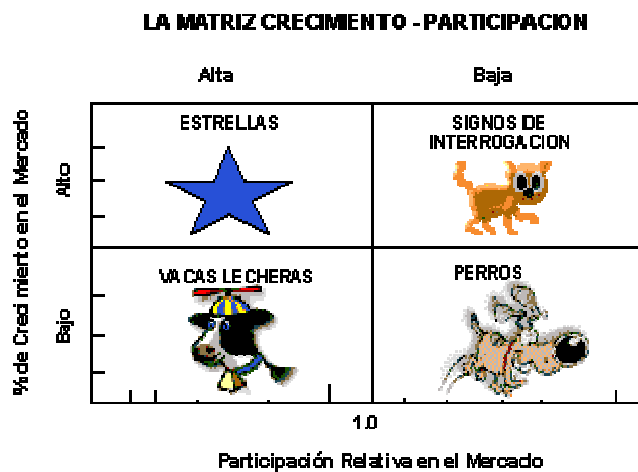 LA MATRIZ CRECIMIENTO - PARTICIPACION
Alta
Baja
ESTRELLAS
SIGNOS DE
INTERROGACION
Alto
% de Crecimiento en el Mercado
VACAS LECHERAS
PERROS
Bajo
1.0
Participación Relativa en el Mercado